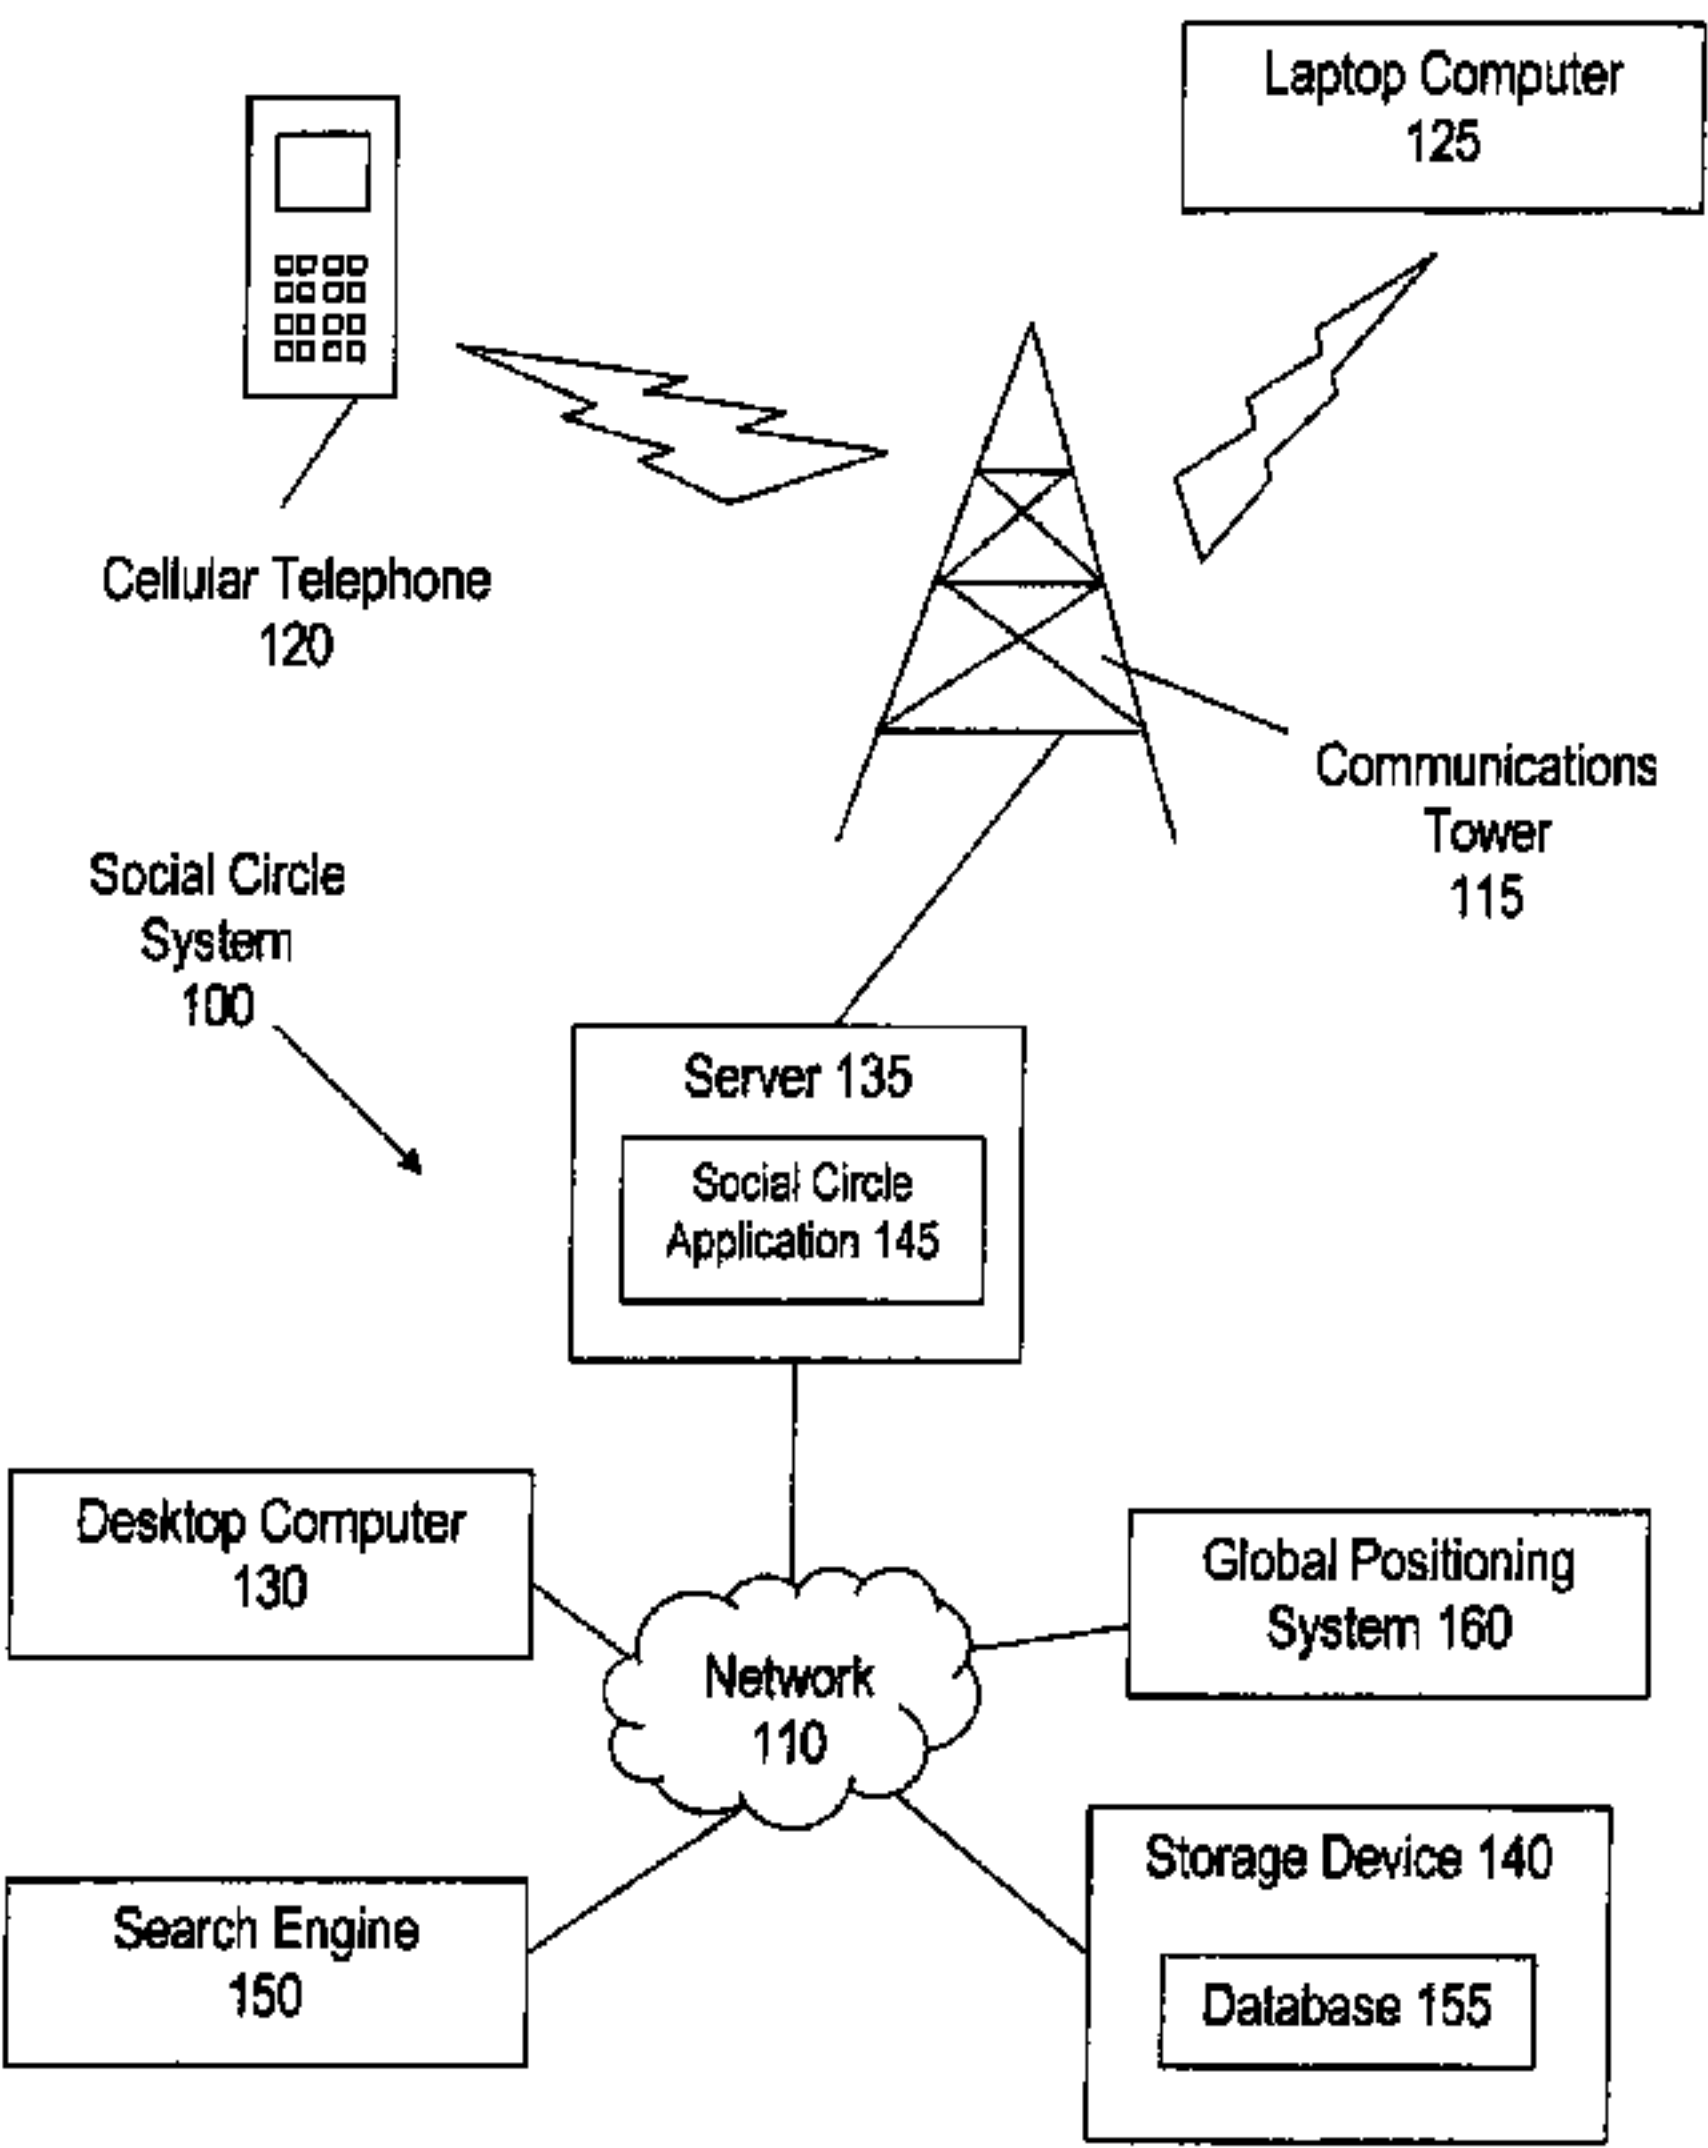 Laptop Computer
125
Cellular Telephone
120
Communications
Tower
115
Social Circle
System
100
Server 135
Social Circle
Application 145
Desktop Computer
130
Global Positioning
System 160
Network
110
Storage Device 140
Database 155
Search Engine
150